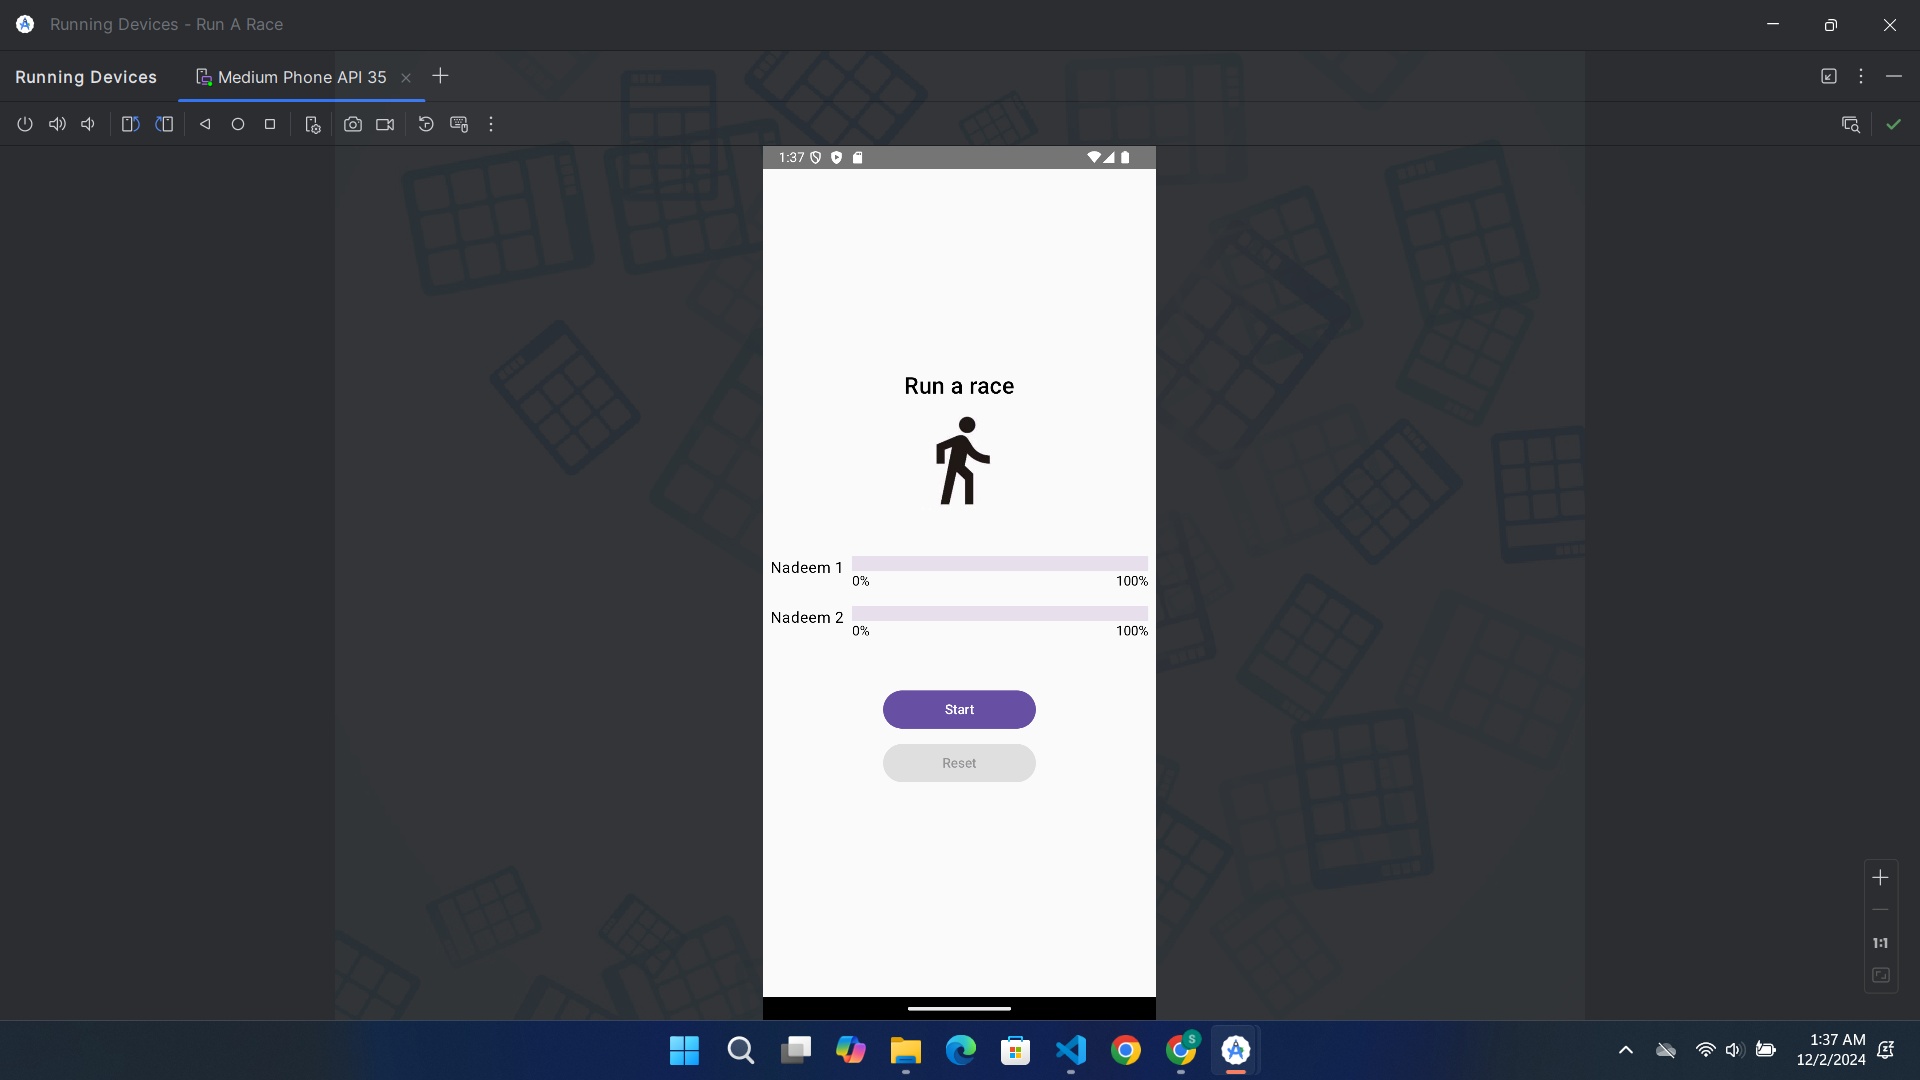 Running Devices - Run A Race
Running Devices
Medium Phone API 35
1:37
Run a race
Nadeem 1
0%
100%
Nadeem 2
0%
100%
Start
Reset
1:1
S
1:37 AM
12/2/2024